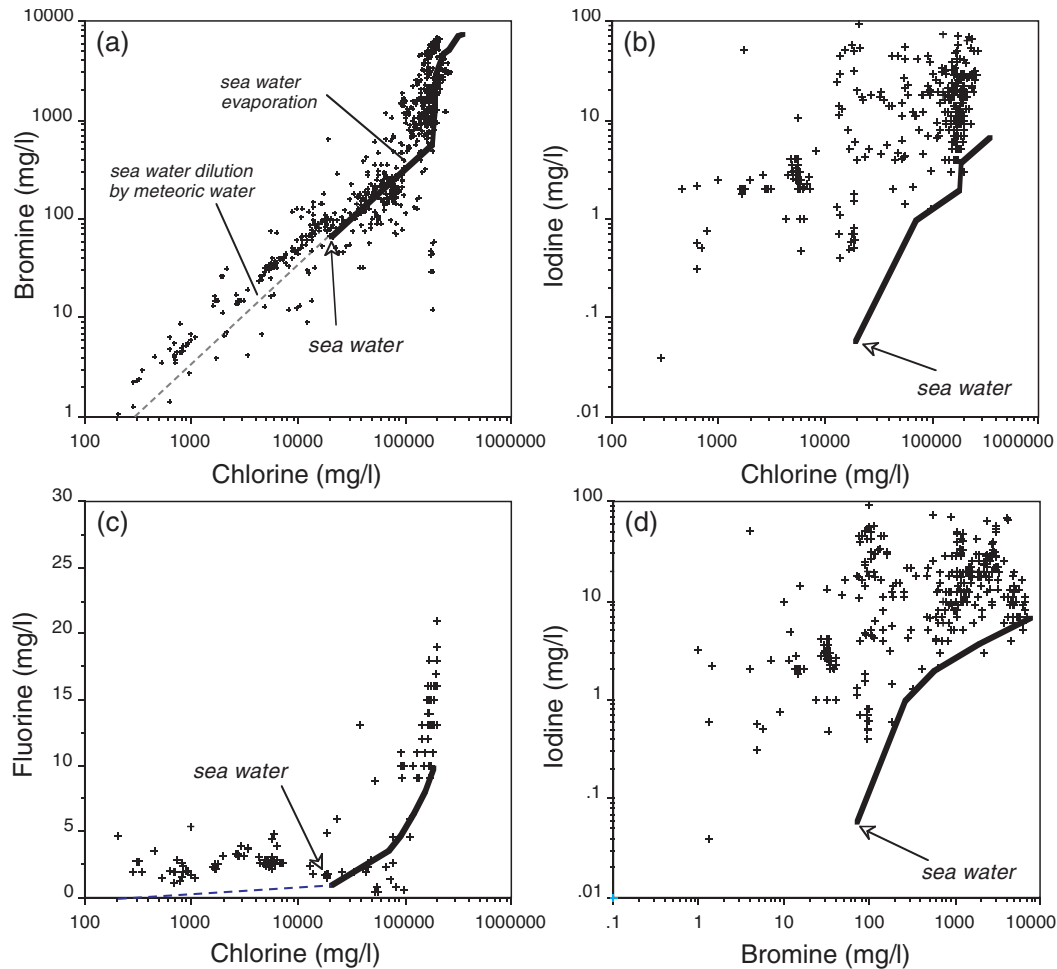 (a)
10000
1000
100
10
1
Bromine (mg/l)
sea water
evaporation
sea water dilution
by meteoric water
sea water
100
1000
10000
100000
1000000
Chlorine (mg/l)
(b)
100
10
1
.1
.01
Iodine (mg/l)
sea water
100
1000
10000
100000
1000000
Chlorine (mg/l)
(c)
30
25
20
15
10
5
0
Fluorine (mg/l)
sea water
100
1000
10000
100000
1000000
Chlorine (mg/l)
(d)
100
10
1
.1
.01
Iodine (mg/l)
sea water
.1
1
10
100
1000
10000
Bromine (mg/l)